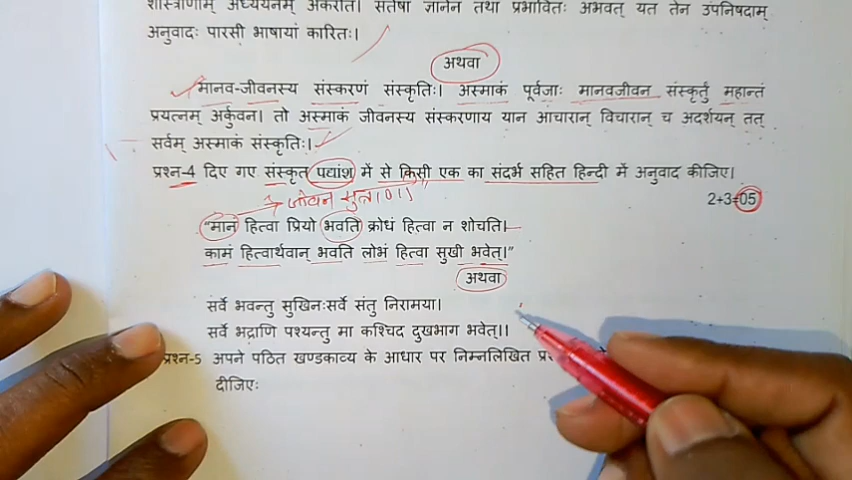 शास्त्राणाम् अध्ययनम् अकरोत्। सतेषां ज्ञानेन तथा प्रभावितः अभवत् यत तेन उपनिषदाम्
अनुवादः पारसी भाषायां कारितः।
अथवा
मानव-जीवनस्य संस्करणं संस्कृतिः। अस्माकं पूर्वजाः मानवजीवन संस्कृर्तुं महान्तं
प्रयत्नम् अर्कुवन। तो अस्माकं जीवनस्य संस्करणाय यान आचारान् विचारान् च अदर्शयन् तत्
सर्वम् अस्माकं संस्कृतिः।
प्रश्न-4 दिए गए संस्कृत पद्यांश में से किसी एक का संदर्भ सहित हिन्दी में अनुवाद कीजिए।
जीवन सूत्राणि
2+3=05
"मानं हित्वा प्रियो भवति क्रोधं हित्वा न शोचति।
कामं हित्वार्थवान् भवति लोभं हित्वा सुखी भवेत्।"
अथवा
सर्वे भवन्तु सुखिनःसर्वे संतु निरामया।
सर्वे भद्राणि पश्यन्तु मा कश्चिद दुखभाग भवेत्।।
प्रश्न-5 अपने पठित खण्डकाव्य के आधार पर निम्नलिखित
दीजिएः